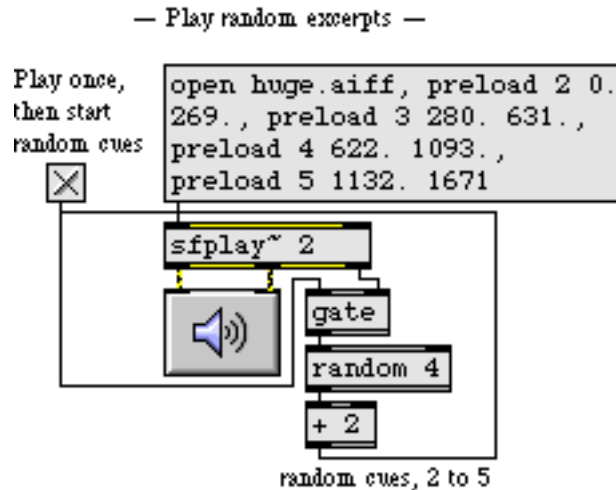 — Play random excerpts —
Play once,
then start
random cues
open huge.aiff, preload 2 0.
269., preload 3 280. 631.,
preload 4 622. 1093.,
preload 5 1132. 1671
sfplay~ 2
gate
random 4
+ 2
random cues, 2 to 5